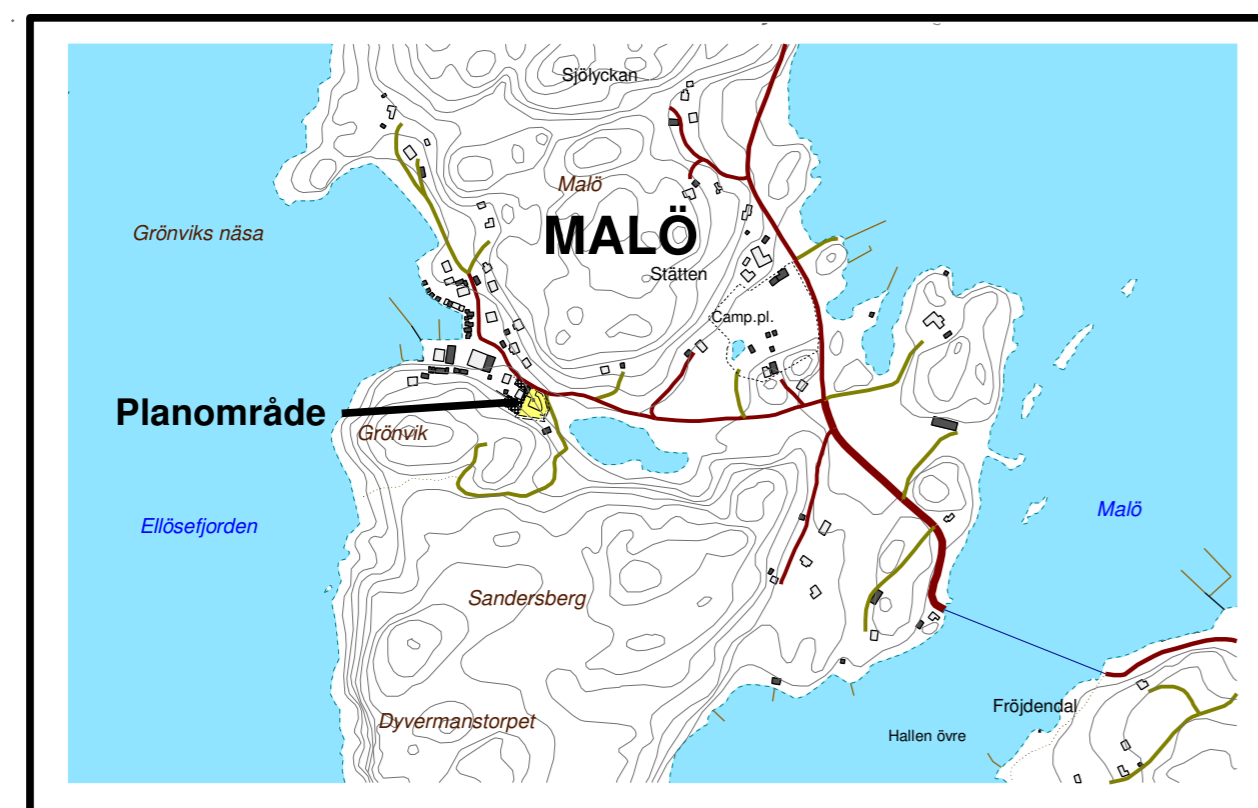 Sjölyckan
Malö
Grönviks näsa
MALÖ
Stätten
Camp.pl.
Planområde
Grönvik
Ellösefjorden
Malö
Sandersberg
Fröjdendal
Dyvermanstorpet
Hallen övre